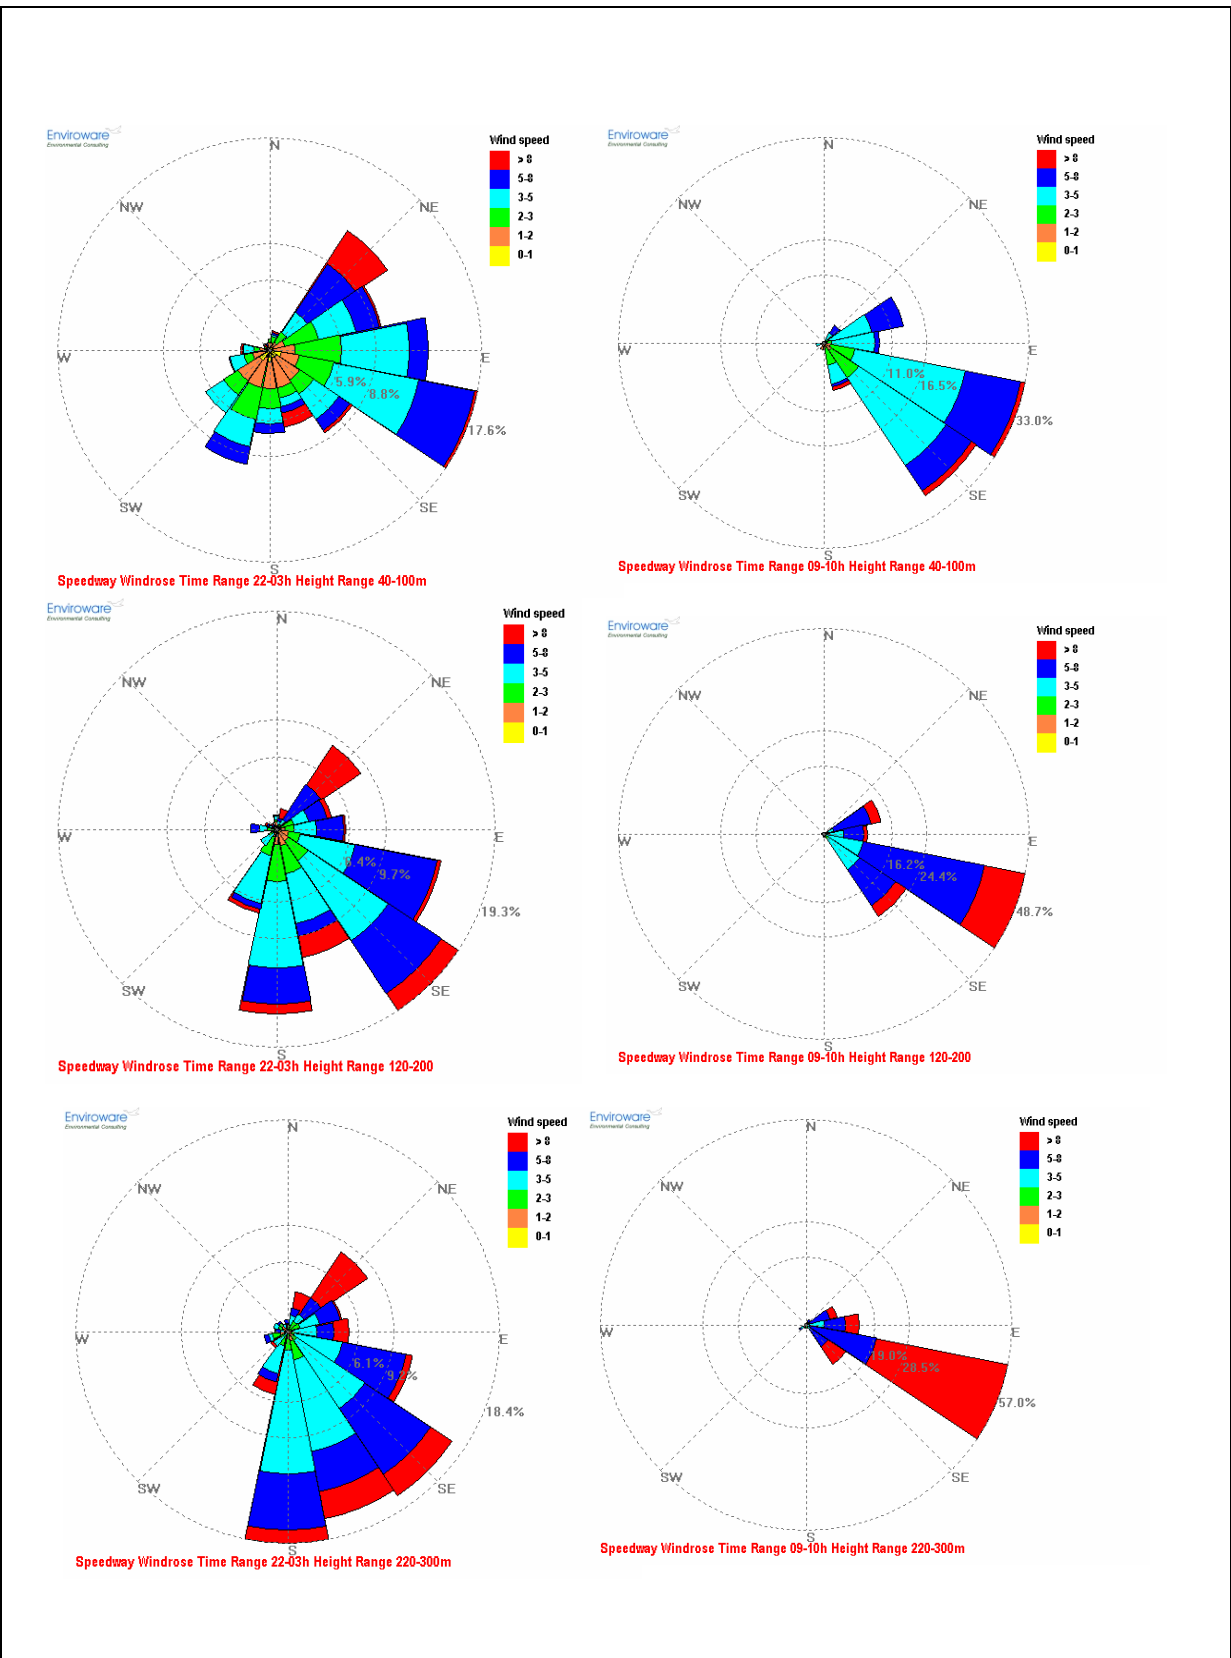 Enviroware
Environmental Consulting
Wind speed
> 8
5-8
3-5
2-3
1-2
0-1
N
NW
NE
W
E
5.9%
8.8%
17.6%
SW
SE
S
Speedway Windrose Time Range 22-03h Height Range 40-100m
Enviroware
Environmental Consulting
Wind speed
> 8
5-8
3-5
2-3
1-2
0-1
N
NW
NE
W
E
11.0%
16.5%
33.0%
SW
SE
S
Speedway Windrose Time Range 09-10h Height Range 40-100m
Enviroware
Environmental Consulting
Wind speed
> 8
5-8
3-5
2-3
1-2
0-1
N
NW
NE
W
E
6.4%
9.7%
19.3%
SW
SE
S
Speedway Windrose Time Range 22-03h Height Range 120-200
Enviroware
Environmental Consulting
Wind speed
> 8
5-8
3-5
2-3
1-2
0-1
N
NW
NE
W
E
16.2%
24.4%
48.7%
SW
SE
S
Speedway Windrose Time Range 09-10h Height Range 120-200
Enviroware
Environmental Consulting
Wind speed
> 8
5-8
3-5
2-3
1-2
0-1
N
NW
NE
W
E
6.1%
9.2%
18.4%
SW
SE
S
Speedway Windrose Time Range 22-03h Height Range 220-300m
Enviroware
Environmental Consulting
Wind speed
> 8
5-8
3-5
2-3
1-2
0-1
N
NW
NE
W
E
19.0%
28.5%
57.0%
SW
SE
S
Speedway Windrose Time Range 09-10h Height Range 220-300m